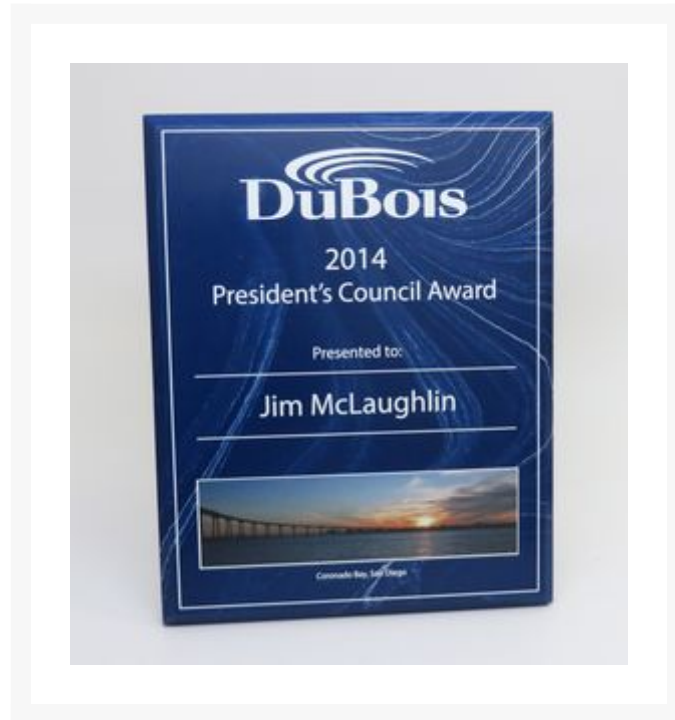 DuBois
2014
President's Council Award
Presented to:
Jim McLaughlin
Coronado Bay, San Diego